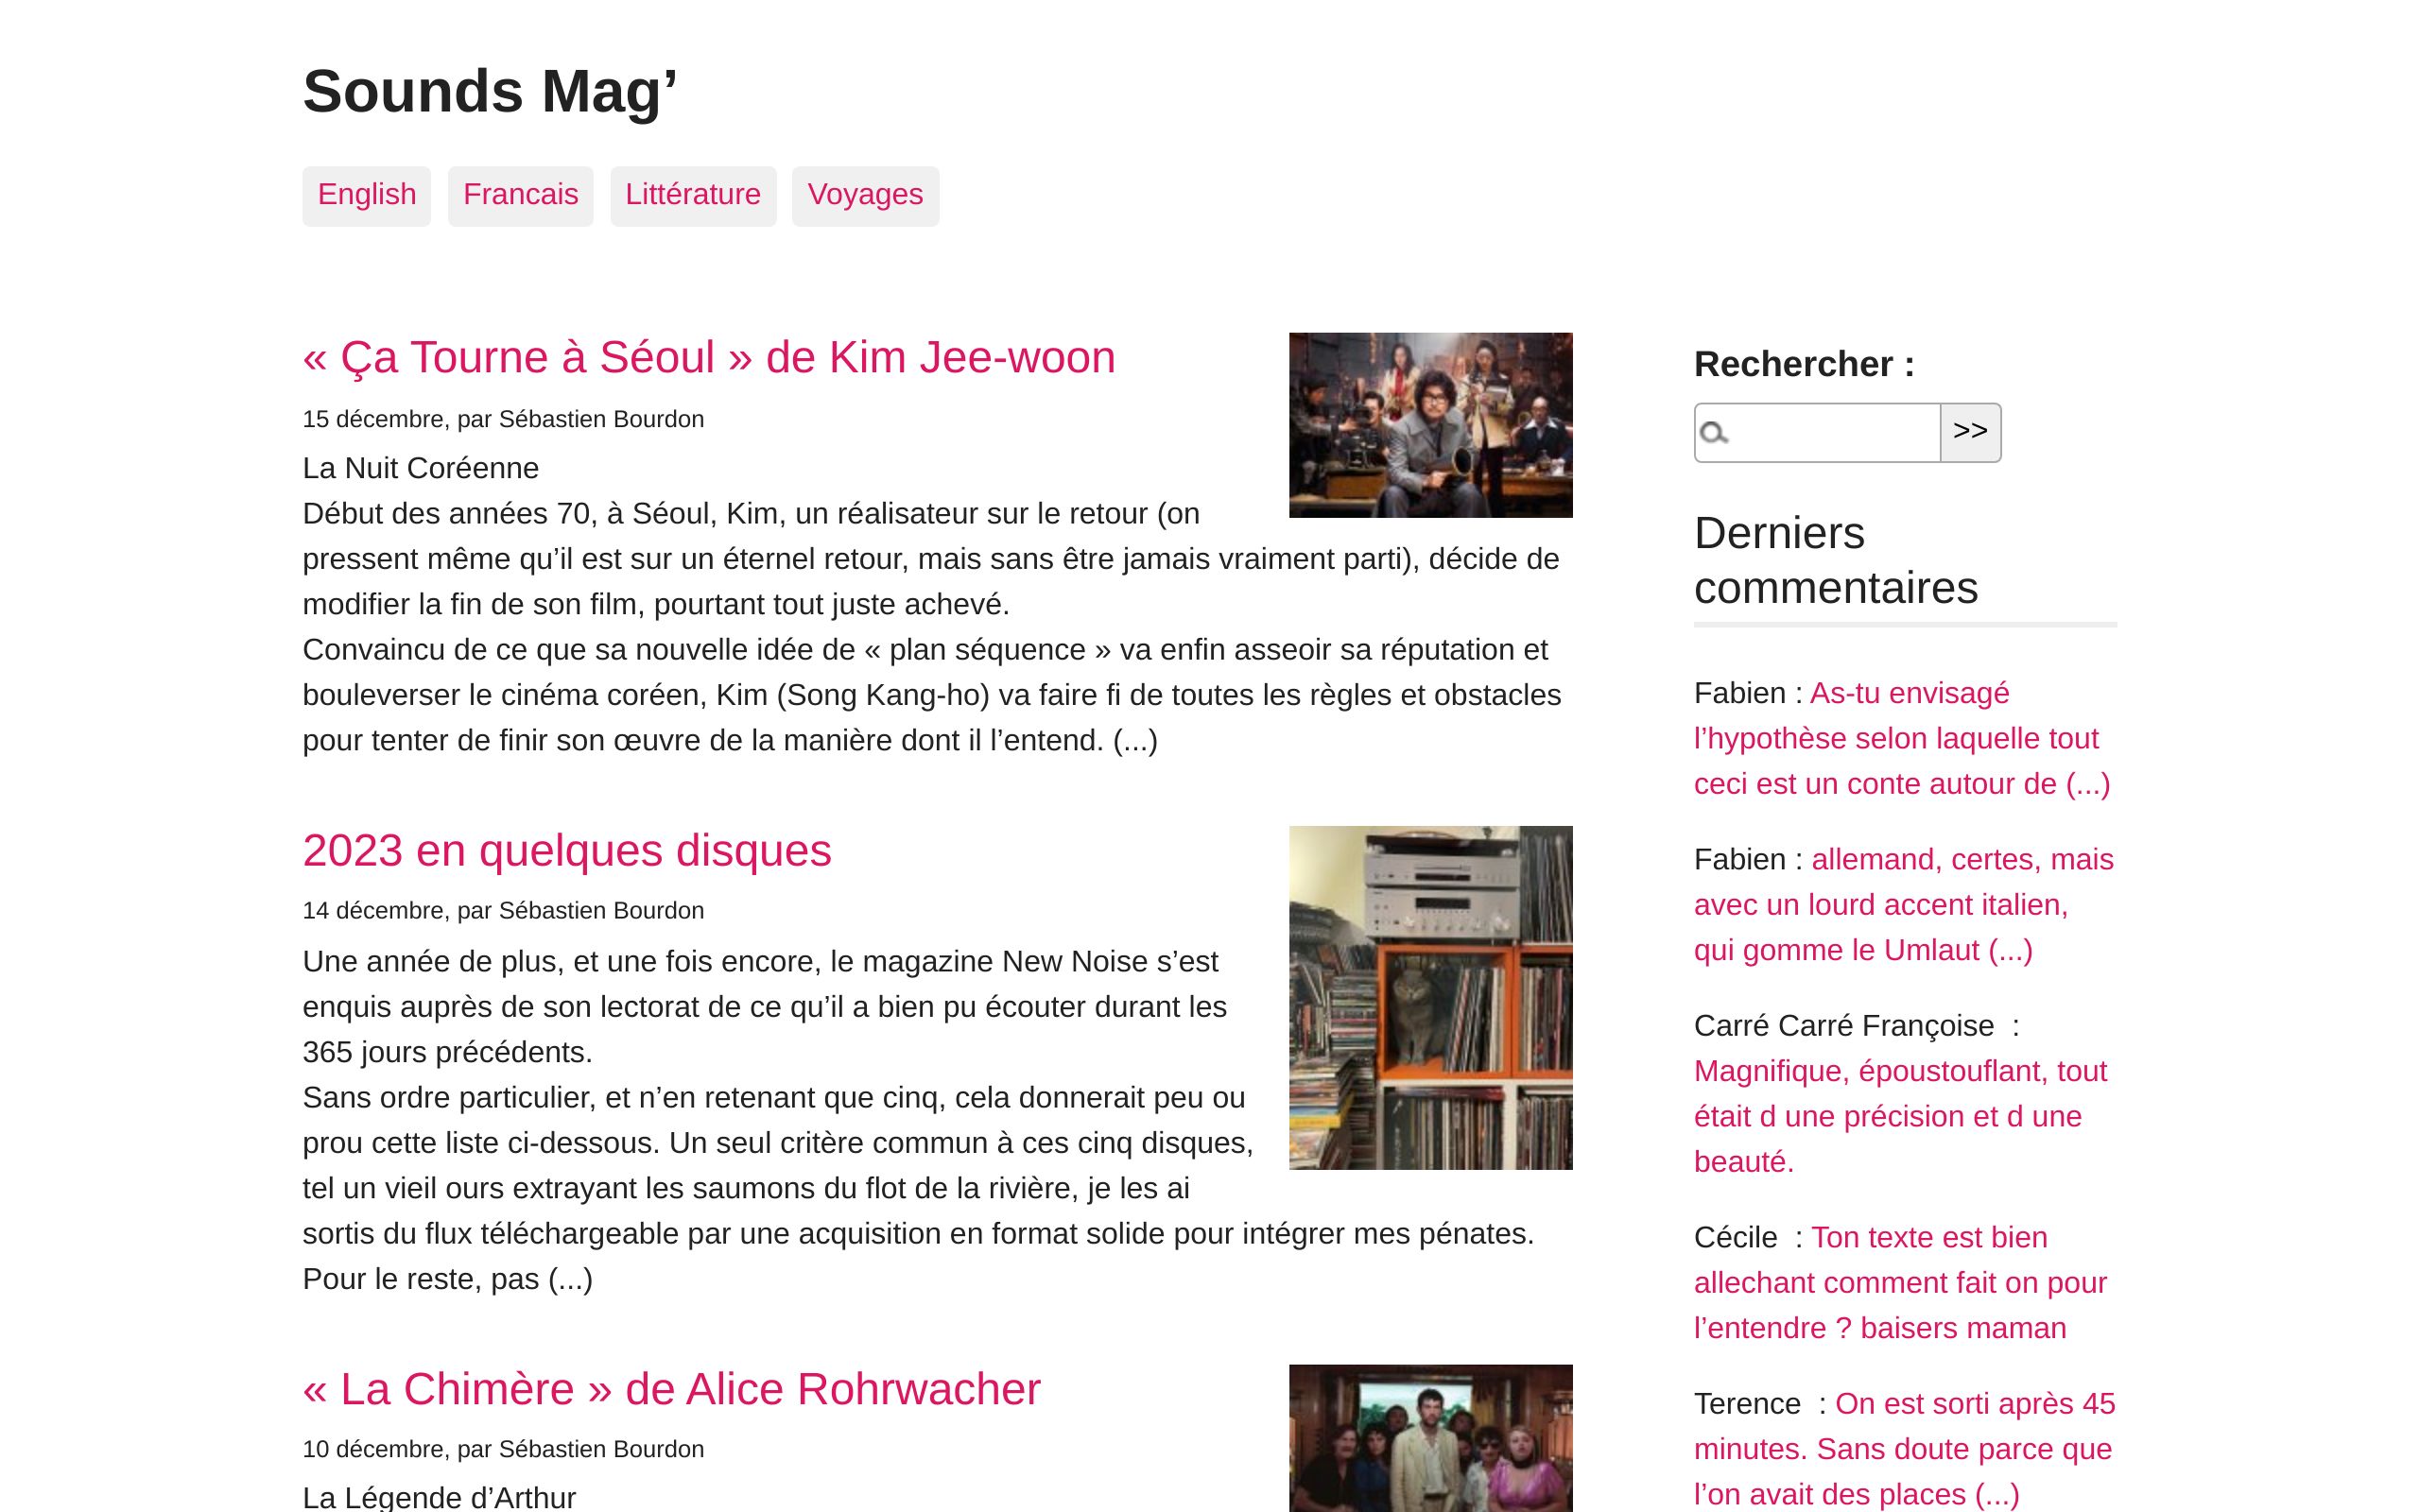 Sounds Mag’
English
Francais
Littérature
Voyages
« Ça Tourne à Séoul » de Kim Jee-woon
15 décembre, par Sébastien Bourdon
La Nuit Coréenne
Début des années 70, à Séoul, Kim, un réalisateur sur le retour (on
pressent même qu’il est sur un éternel retour, mais sans être jamais vraiment parti), décide de
modifier la fin de son film, pourtant tout juste achevé.
Convaincu de ce que sa nouvelle idée de « plan séquence » va enfin asseoir sa réputation et
bouleverser le cinéma coréen, Kim (Song Kang-ho) va faire fi de toutes les règles et obstacles
pour tenter de finir son œuvre de la manière dont il l’entend. (...)
2023 en quelques disques
14 décembre, par Sébastien Bourdon
Une année de plus, et une fois encore, le magazine New Noise s’est
enquis auprès de son lectorat de ce qu’il a bien pu écouter durant les
365 jours précédents.
Sans ordre particulier, et n’en retenant que cinq, cela donnerait peu ou
prou cette liste ci-dessous. Un seul critère commun à ces cinq disques,
tel un vieil ours extrayant les saumons du flot de la rivière, je les ai
sortis du flux téléchargeable par une acquisition en format solide pour intégrer mes pénates.
Pour le reste, pas (...)
« La Chimère » de Alice Rohrwacher
10 décembre, par Sébastien Bourdon
La Légende d’Arthur
Rechercher :
>>
Derniers
commentaires
Fabien : As-tu envisagé
l’hypothèse selon laquelle tout
ceci est un conte autour de (...)
Fabien : allemand, certes, mais
avec un lourd accent italien,
qui gomme le Umlaut (...)
Carré Carré Françoise  :
Magnifique, époustouflant, tout
était d une précision et d une
beauté.
Cécile  : Ton texte est bien
allechant comment fait on pour
l’entendre ? baisers maman
Terence  : On est sorti après 45
minutes. Sans doute parce que
l’on avait des places (...)